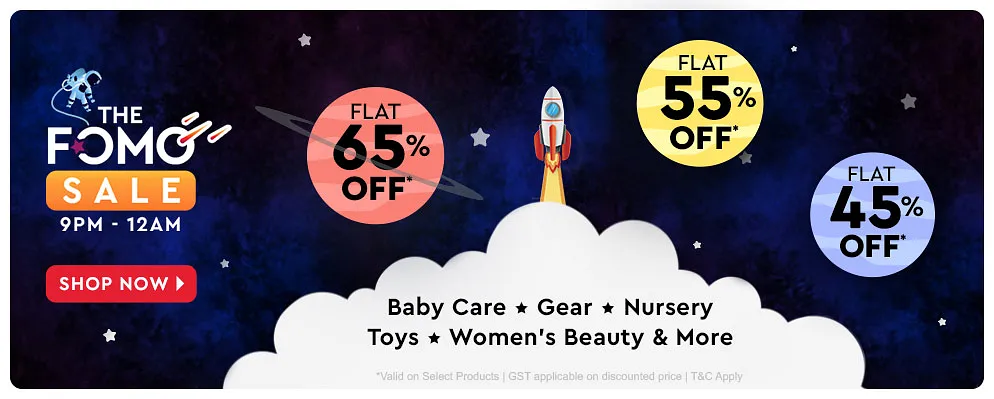 THE
FOMO
SALE
9PM - 12AM
SHOP NOW
FLAT
65%
OFF*
FLAT
55%
OFF*
FLAT
45%
OFF*
Baby Care ★ Gear ★ Nursery
Toys ★ Women's Beauty & More
*Valid on Select Products | GST applicable on discounted price | T&C Apply